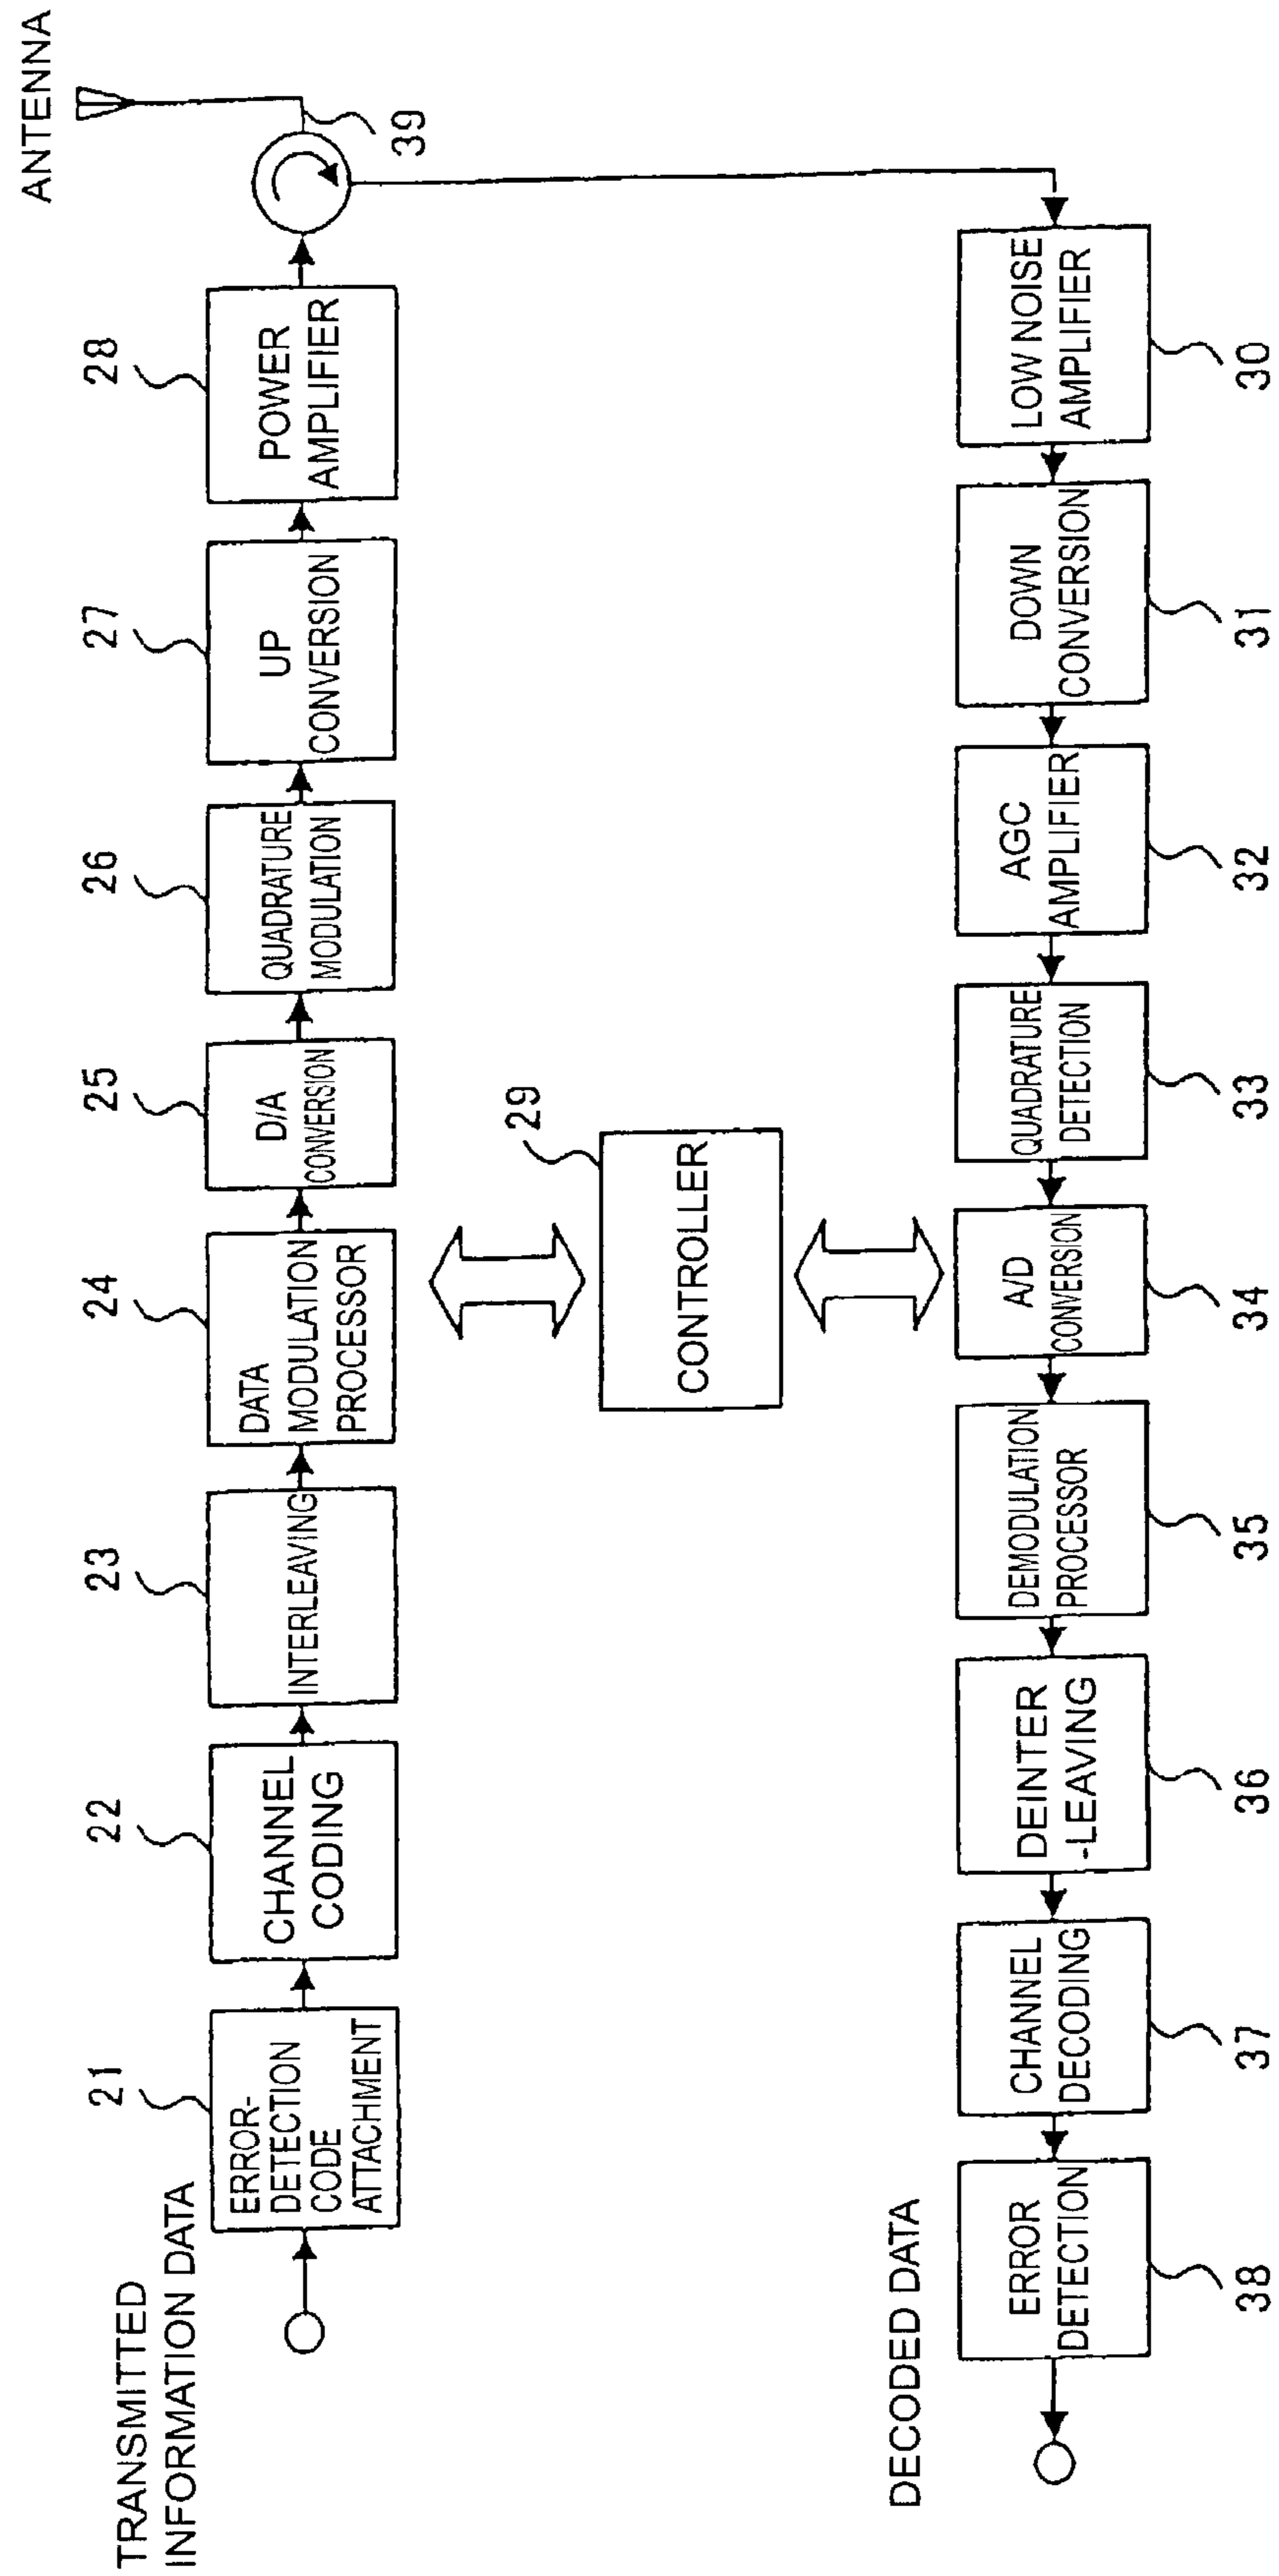 ANTENNA
39
TRANSMITTED
INFORMATION DATA
21
ERROR-
DETECTION
CODE
ATTACHMENT
22
CHANNEL
CODING
23
INTERLEAVING
24
DATA
MODULATION
PROCESSOR
25
D/A
CONVERSION
26
QUADRATURE
MODULATION
27
UP
CONVERSION
28
POWER
AMPLIFIER
29
CONTROLLER
DECODED DATA
ERROR
DETECTION
38
CHANNEL
DECODING
37
DEINTER
-LEAVING
36
DEMODULATION
PROCESSOR
35
A/D
CONVERSION
34
QUADRATURE
DETECTION
33
AGC
AMPLIFIER
32
DOWN
CONVERSION
31
LOW NOISE
AMPLIFIER
30